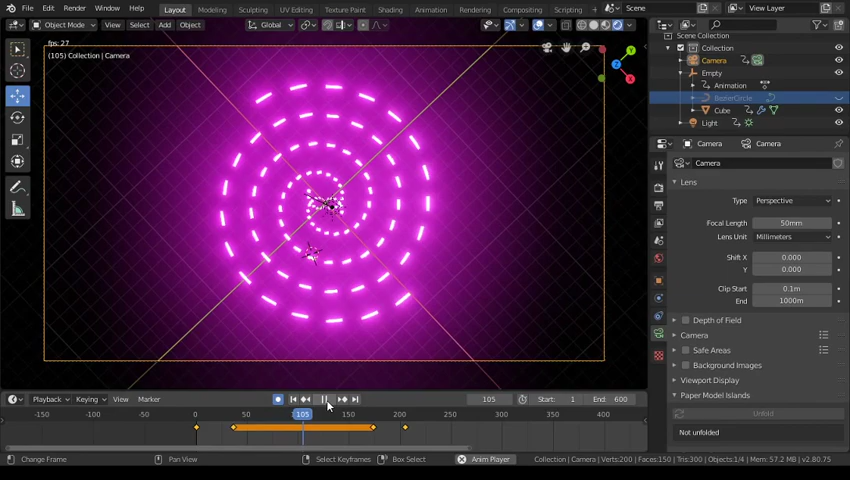 File Edit Render Window Help Layout Modeling Sculpting UV Editing Texture Paint Shading Animation Rendering Compositing Scripting Scene View Layer
Object Mode View Select Add Object Global
fps: 27
(105) Collection | Camera
Y
Z
X
Scene Collection
Collection
Camera
Empty
Animation
BezierCircle
Cube
Light
Camera Camera
Camera
Lens
Type Perspective
Focal Length 50mm
Lens Unit Millimeters
Shift X 0.000
Y 0.000
Clip Start 0.1m
End 1000m
Depth of Field
Camera
Safe Areas
Background Images
Viewport Display
Paper Model Islands
Unfold
Not unfolded
Playback Keying View Marker 105 Start: 1 End: 600
-150 -100 -50 0 50 105 150 200 250 300 350 400
Change Frame Pan View Select Keyframes Box Select Anim Player Collection | Camera | Verts:200 | Faces:150 | Tris:300 | Objects:1/4 | Mem: 57.2 MB | v2.80.75